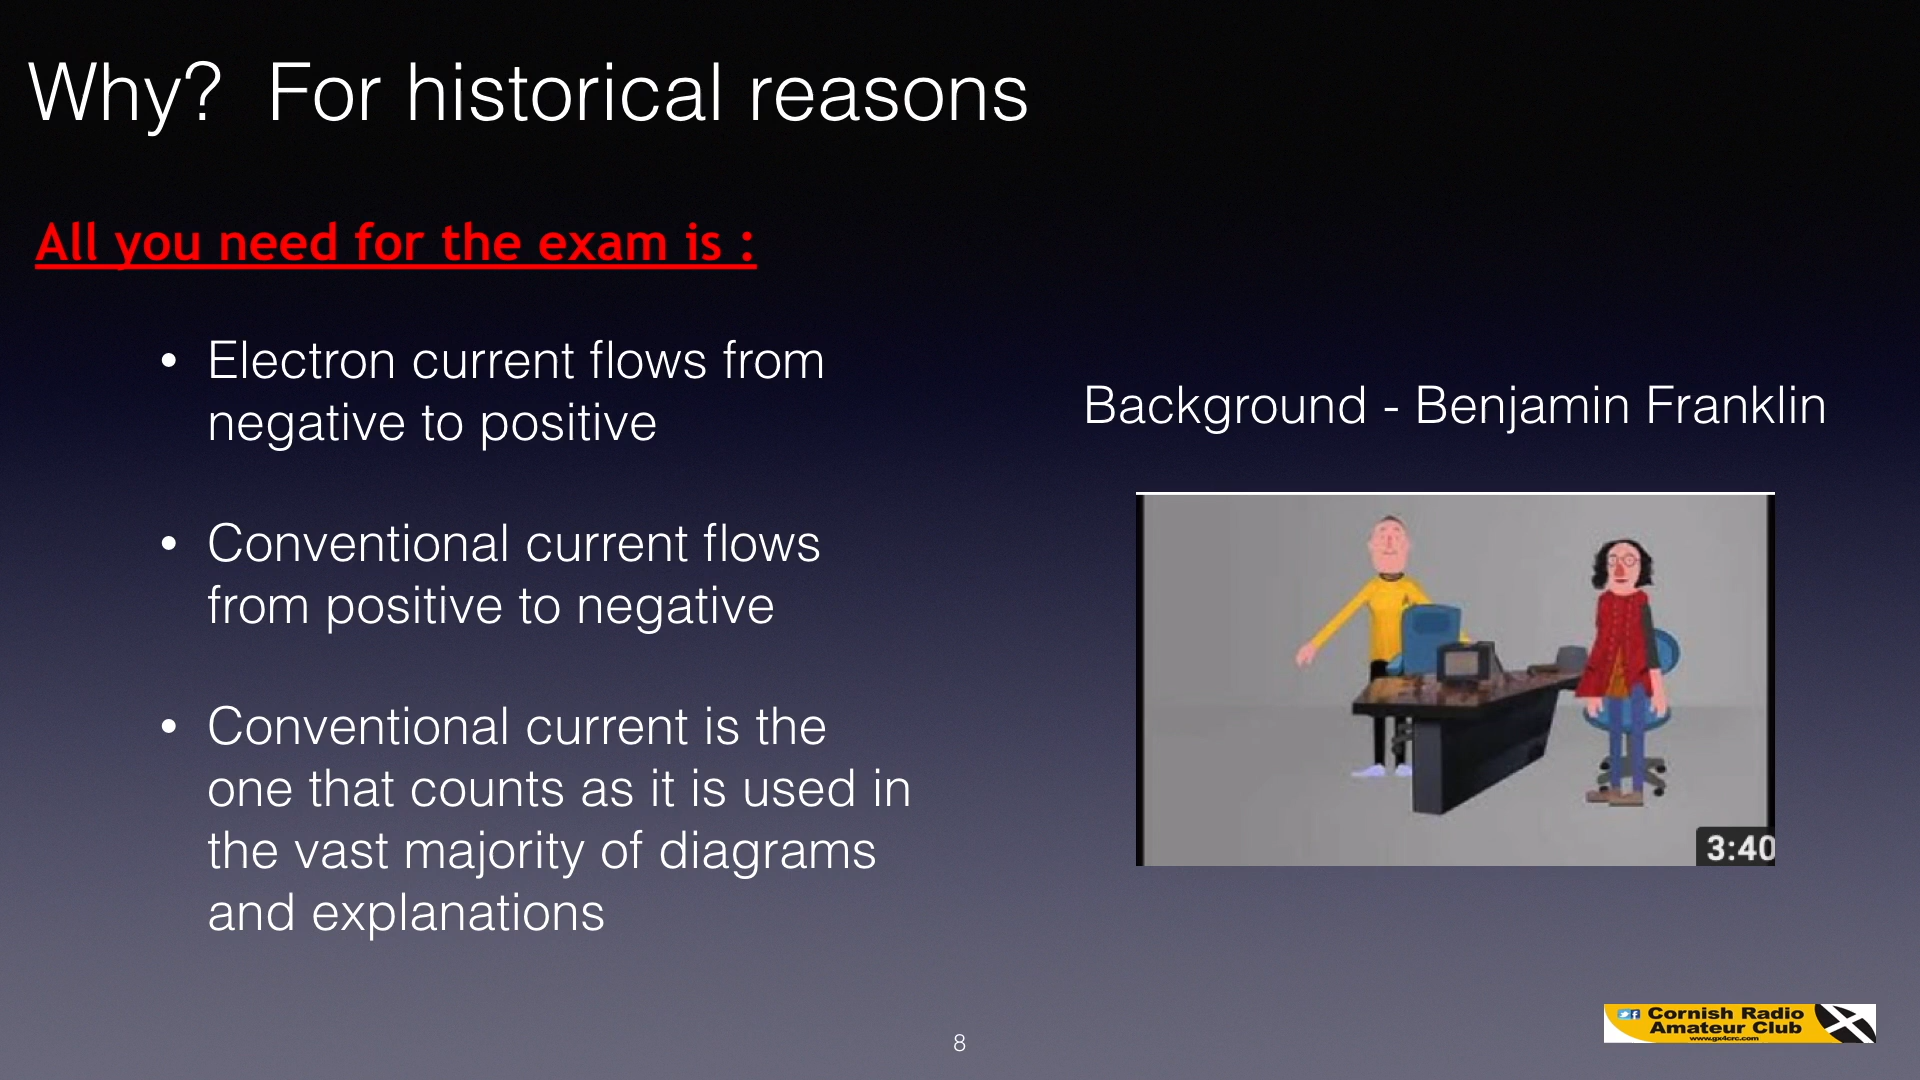 Why?  For historical reasons
All you need for the exam is :
• Electron current flows from
negative to positive
• Conventional current flows
from positive to negative
• Conventional current is the
one that counts as it is used in
the vast majority of diagrams
and explanations
Background - Benjamin Franklin
3:40
8
Cornish Radio
Amateur Club
www.gx4crc.com